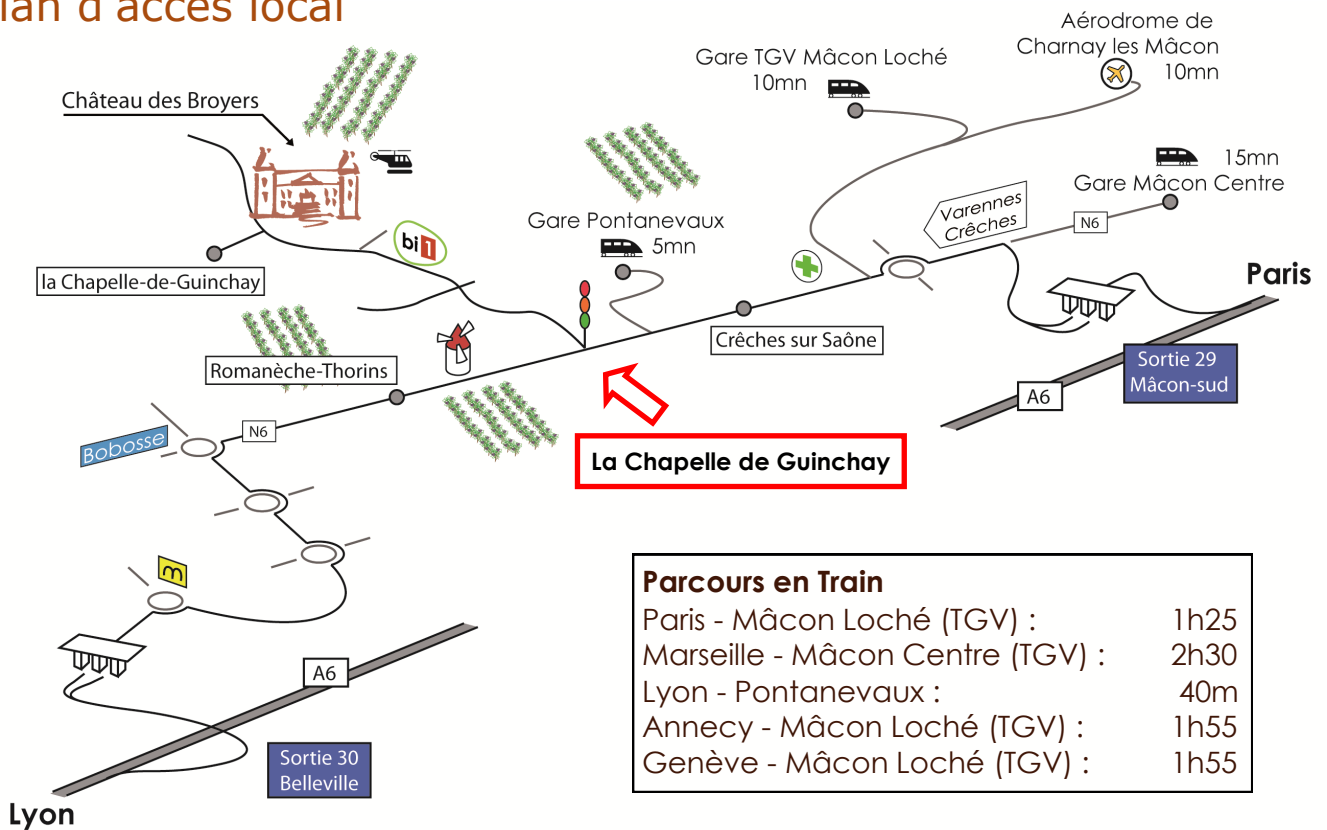 lan d'accès local
Aérodrome de
Charnay les Mâcon
10mn
Gare TGV Mâcon Loché
10mn
Château des Broyers
15mn
Gare Mâcon Centre
Varennes
Crêches
N6
Gare Pontanevaux
5mn
bi1
la Chapelle-de-Guinchay
Paris
Crêches sur Saône
Romanèche-Thorins
Sortie 29
Mâcon-sud
A6
N6
Bobosse
La Chapelle de Guinchay
m
Parcours en Train
Paris - Mâcon Loché (TGV) : 1h25
Marseille - Mâcon Centre (TGV) : 2h30
Lyon - Pontanevaux : 40m
Annecy - Mâcon Loché (TGV) : 1h55
Genève - Mâcon Loché (TGV) : 1h55
A6
Sortie 30
Belleville
Lyon